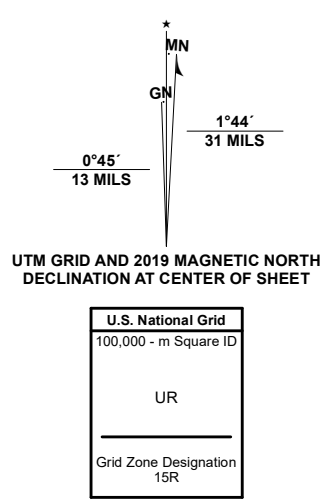 ★
MN
GN
1°44´
31 MILS
0°45´
13 MILS
UTM GRID AND 2019 MAGNETIC NORTH
DECLINATION AT CENTER OF SHEET
U.S. National Grid
100,000 - m Square ID
UR
Grid Zone Designation
15R